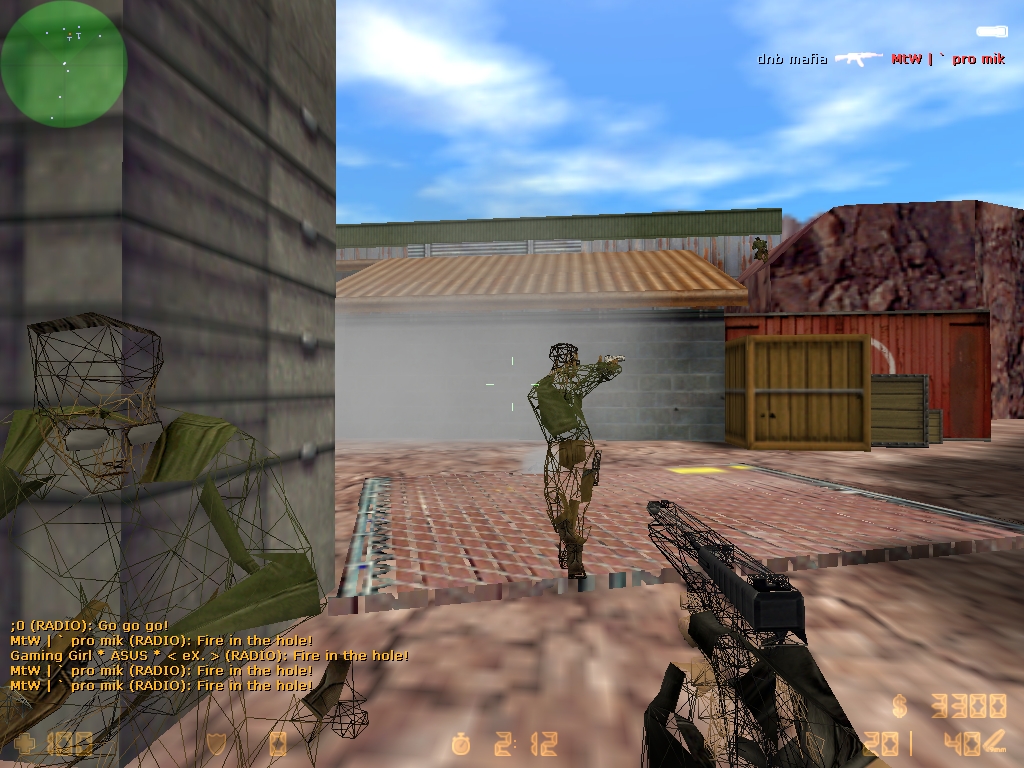 dnb mafia MtW | ` pro mik
;0 (RADIO): Go go go!
MtW | ` pro mik (RADIO): Fire in the hole!
Gaming Girl * ASUS * < eX. > (RADIO): Fire in the hole!
MtW | ` pro mik (RADIO): Fire in the hole!
MtW | ` pro mik (RADIO): Fire in the hole!
$ 3300
100 0 2:12 20 | 40